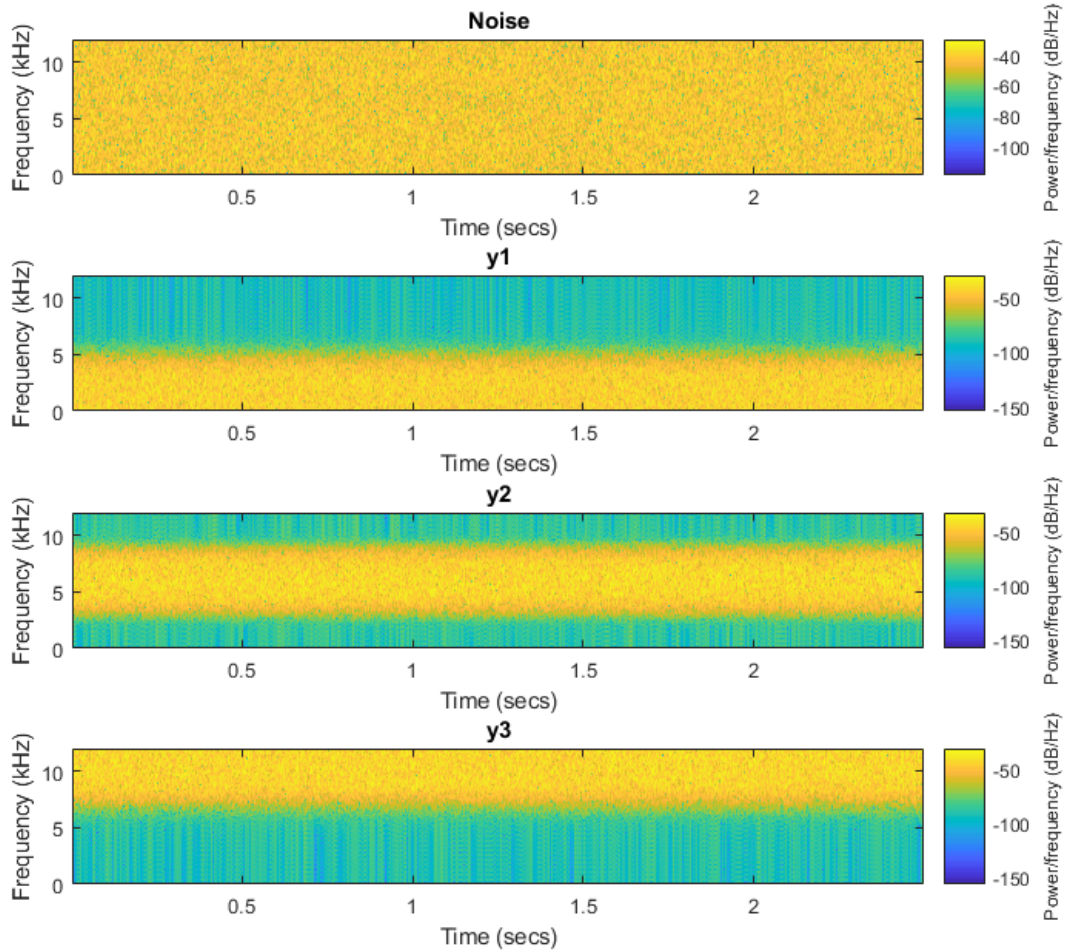 Noise
Frequency (kHz)
10
5
0
0.5 1 1.5 2
Time (secs)
-40
-60
-80
-100
Power/frequency (dB/Hz)
y1
Frequency (kHz)
10
5
0
0.5 1 1.5 2
Time (secs)
-50
-100
-150
Power/frequency (dB/Hz)
y2
Frequency (kHz)
10
5
0
0.5 1 1.5 2
Time (secs)
-50
-100
-150
Power/frequency (dB/Hz)
y3
Frequency (kHz)
10
5
0
0.5 1 1.5 2
Time (secs)
-50
-100
-150
Power/frequency (dB/Hz)